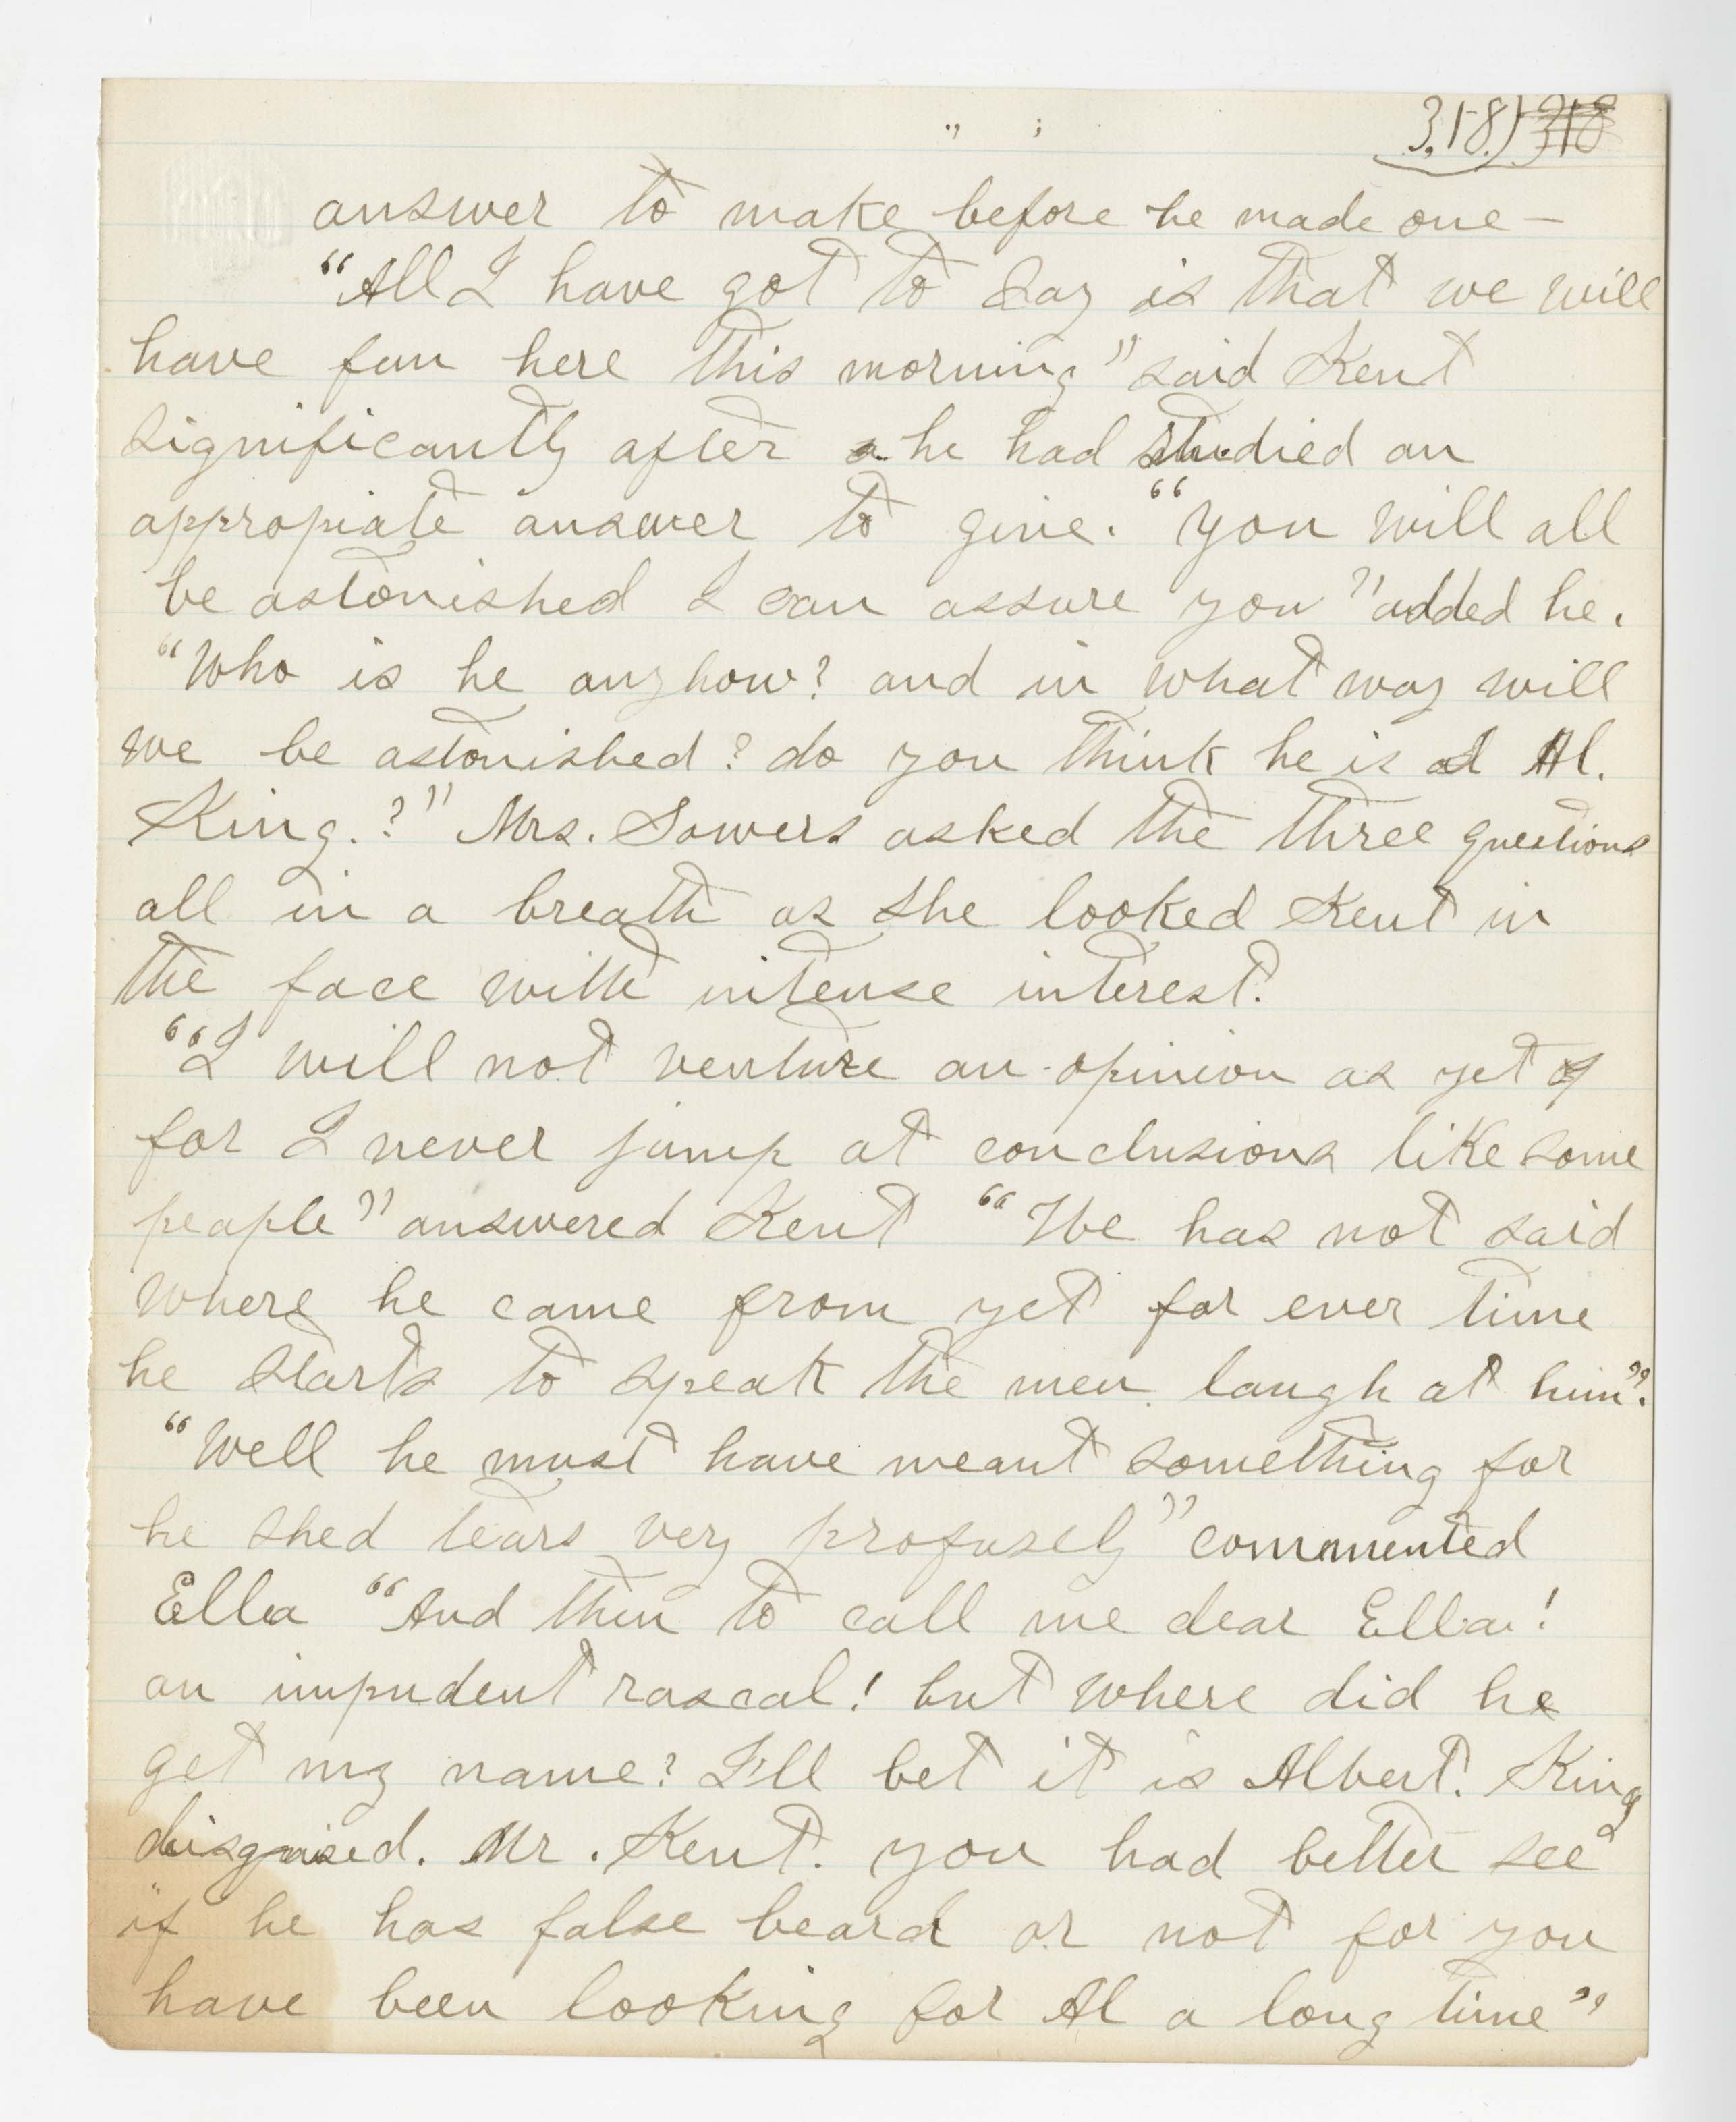 318)
answer to make before he made one —
"All I have got to say is that we will
have fun here this morning" said Kent
significantly after he had studied an
appropiate answer to give. "you will all
be astonished I can assure you" added he.
"Who is he anyhow? and in what way will
we be astonished? do you think he is Al.
King.?" Mrs. Sowers asked the three questions
all in a breath as she looked Kent in
the face with intense interest.
"I will not venture an opinion as yet
for I never jump at conclusions like some
people" answered Kent "He has not said
where he came from yet for ever time
he starts to speak the men laugh at him".
"Well he must have meant something for
he shed tears very profusely" commented
Ella "And then to call me dear Ella!
an impudent rascal! but where did he
get my name? I'll bet it is Albert. King
disguised. Mr. Kent. you had better see
if he has false beard or not for you
have been looking for Al a long time"